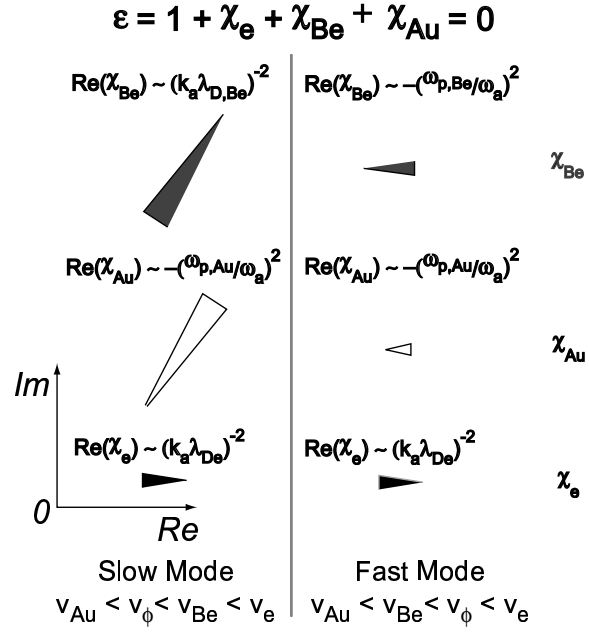 ε = 1 + χe + χBe + χAu = 0
Re(χBe) ~ (kaλD,Be)-2
Re(χBe) ~ -(ωp,Be/ωa)2
χBe
Re(χAu) ~ -(ωp,Au/ωa)2
Re(χAu) ~ -(ωp,Au/ωa)2
χAu
Im
Re(χe) ~ (kaλDe)-2
Re(χe) ~ (kaλDe)-2
χe
0
Re
Slow Mode
Fast Mode
vAu < vϕ < vBe < ve
vAu < vBe < vϕ < ve